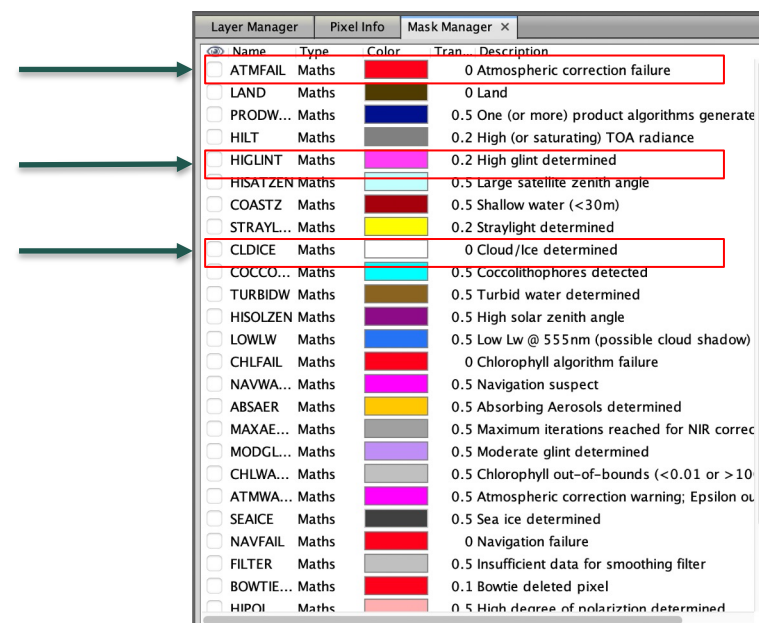 Layer Manager Pixel Info Mask Manager ×
Name Type Color Tran... Description
ATMFAIL Maths 0 Atmospheric correction failure
LAND Maths 0 Land
PRODW... Maths 0.5 One (or more) product algorithms generate
HILT Maths 0.2 High (or saturating) TOA radiance
HIGLINT Maths 0.2 High glint determined
HISATZEN Maths 0.5 Large satellite zenith angle
COASTZ Maths 0.5 Shallow water (<30m)
STRAYL... Maths 0.2 Straylight determined
CLDICE Maths 0 Cloud/Ice determined
COCCO... Maths 0.5 Coccolithophores detected
TURBIDW Maths 0.5 Turbid water determined
HISOLZEN Maths 0.5 High solar zenith angle
LOWLW Maths 0.5 Low Lw @ 555nm (possible cloud shadow)
CHLFAIL Maths 0 Chlorophyll algorithm failure
NAVWA... Maths 0.5 Navigation suspect
ABSAER Maths 0.5 Absorbing Aerosols determined
MAXAE... Maths 0.5 Maximum iterations reached for NIR correc
MODGL... Maths 0.5 Moderate glint determined
CHLWA... Maths 0.5 Chlorophyll out-of-bounds (<0.01 or >10
ATMWA... Maths 0.5 Atmospheric correction warning; Epsilon ou
SEAICE Maths 0.5 Sea ice determined
NAVFAIL Maths 0 Navigation failure
FILTER Maths 0.5 Insufficient data for smoothing filter
BOWTIE... Maths 0.1 Bowtie deleted pixel
HIPOL Maths 0.5 High degree of polariztion determined